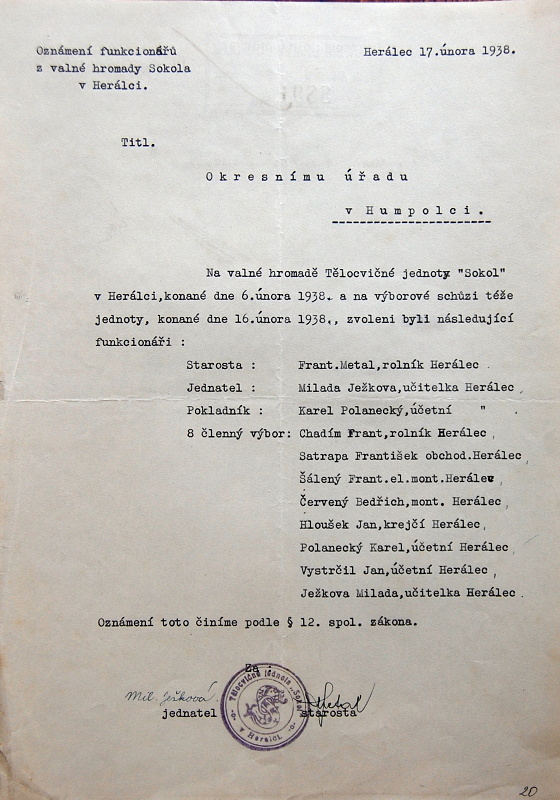 Oznámení funkcionářů
z valné hromady Sokola
v Herálci.
Herálec 17.února 1938.
Titl.
Okresnímu úřadu
v Humpolci.
Na valné hromadě Tělocvičné jednoty "Sokol"
v Herálci,konané dne 6.února 1938. a na výborové schůzi téže
jednoty, konané dne 16.února 1938., zvoleni byli následující
funkcionáři :
Starosta : Frant.Metal,rolník Herálec .
Jednatel : Milada Ježkova,učitelka Herálec ,
Pokladník : Karel Polanecký,účetní " .
8 členný výbor: Chadím Frant,rolník Herálec ,
Satrapa František obchod.Herálec ,
Šálený Frant.el.mont.Herálec ,
Červený Bedřich,mont. Herálec ,
Hloušek Jan,krejčí Herálec ,
Polanecký Karel,účetní Herálec ,
Vystrčil Jan,účetní Herálec ,
Ježkova Milada,učitelka Herálec .
Oznámení toto činíme podle § 12. spol. zákona.
Za :
Mil. Ježková
Metal
jednatel
starosta
Tělocvičná jednota „Sokol"
v Herálci.
20